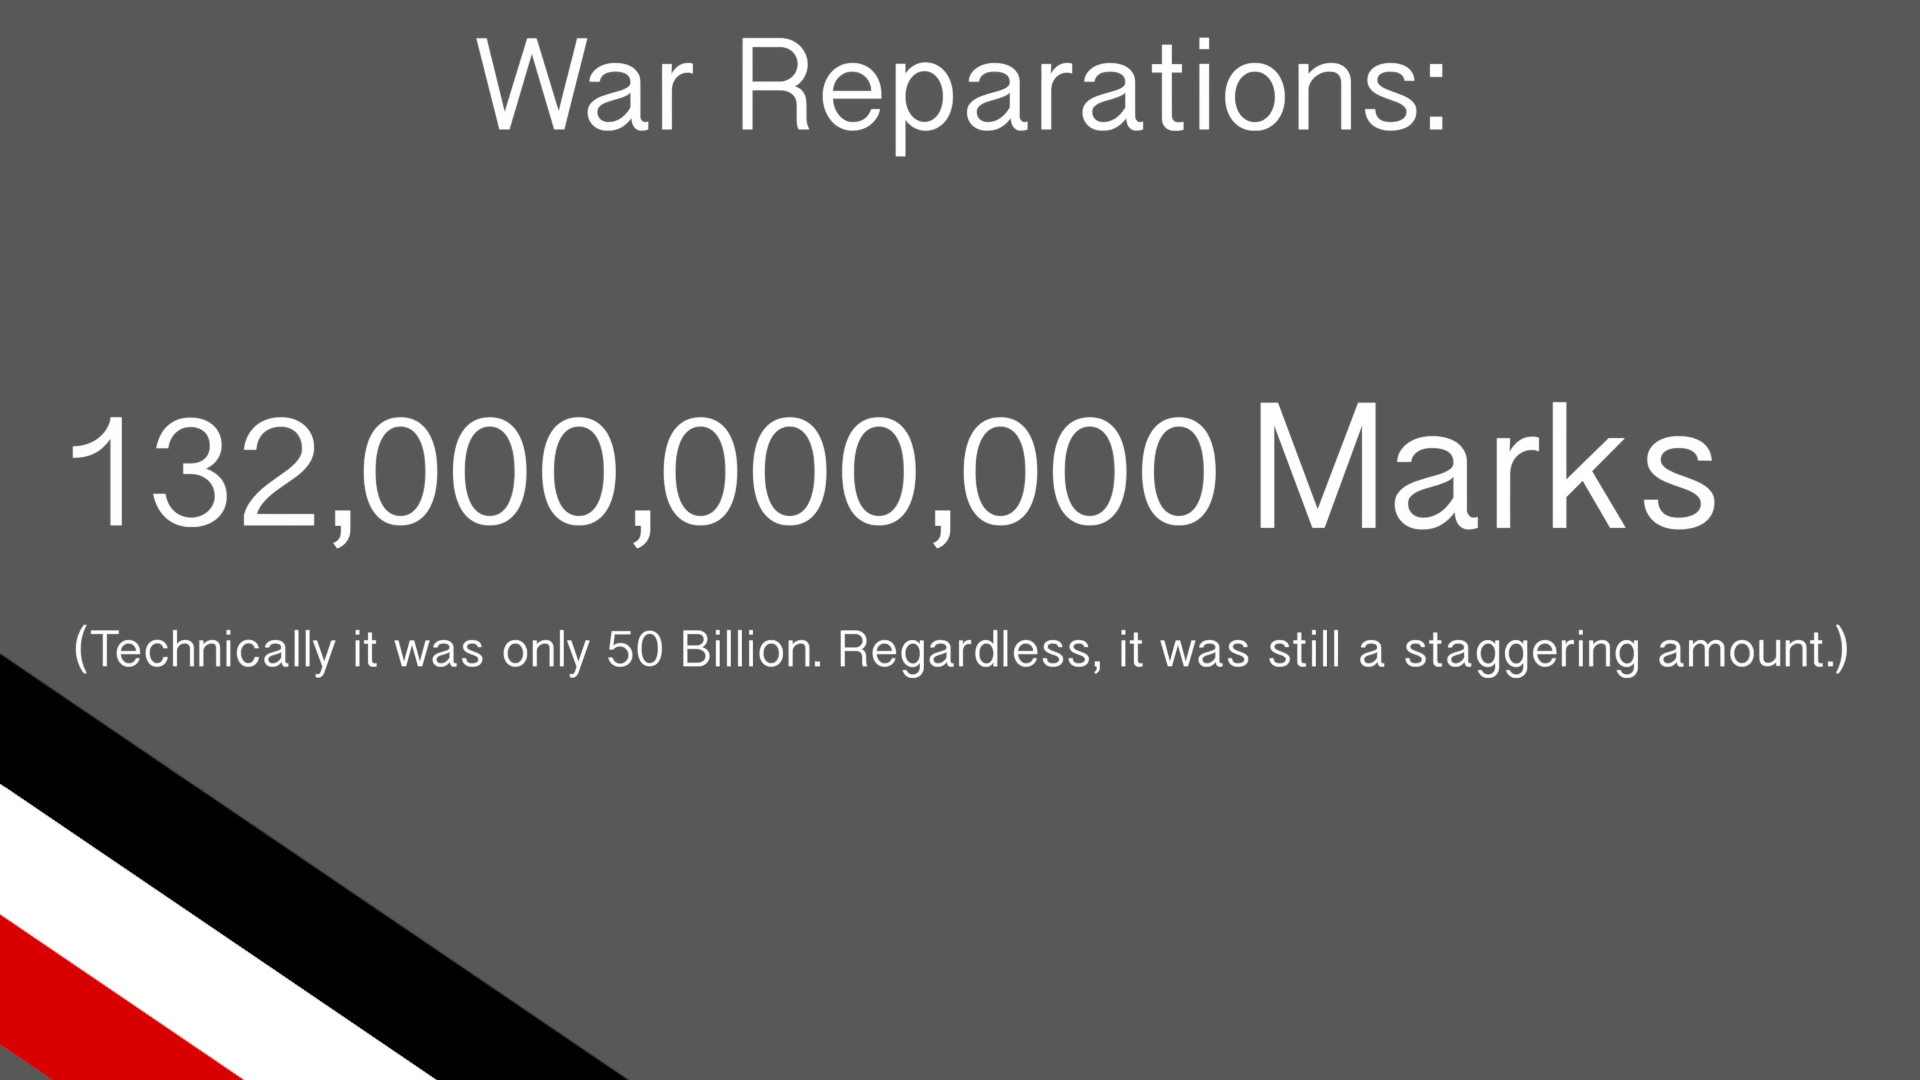 War Reparations:
132,000,000,000 Marks
(Technically it was only 50 Billion. Regardless, it was still a staggering amount.)